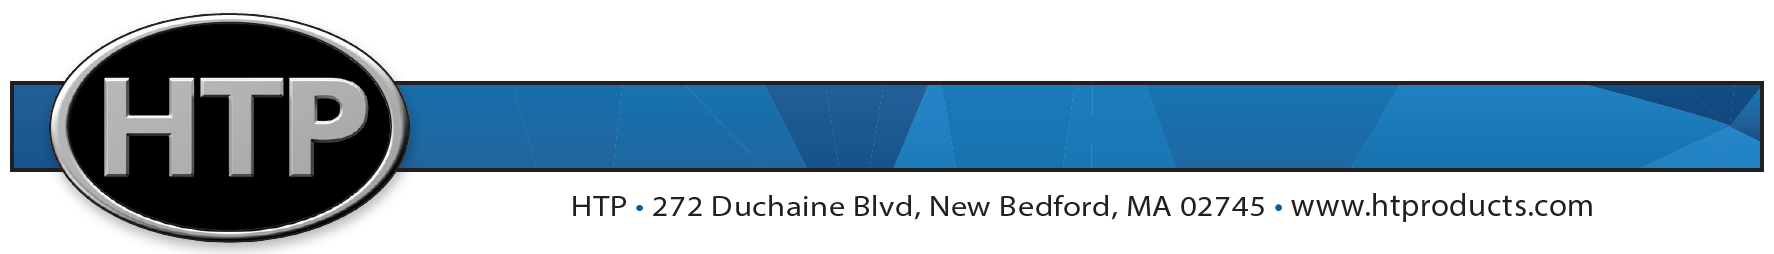 HTP
HTP • 272 Duchaine Blvd, New Bedford, MA 02745 • www.htproducts.com